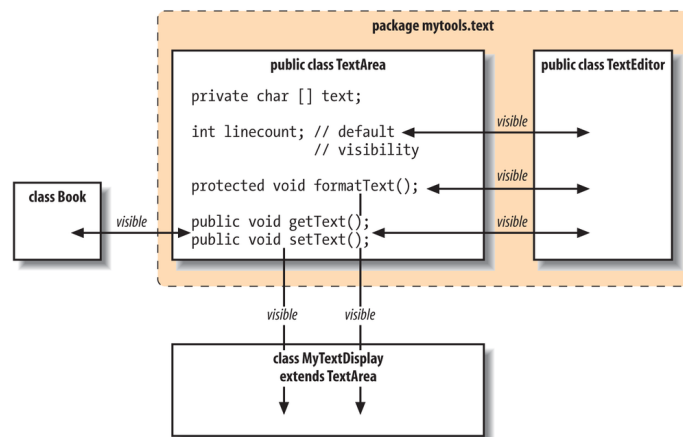 package mytools.text
public class TextArea
private char [] text;
int linecount; // default
// visibility
protected void formatText();
public void getText();
public void setText();
public class TextEditor
visible
visible
visible
class Book
visible
visible
visible
class MyTextDisplay
extends TextArea